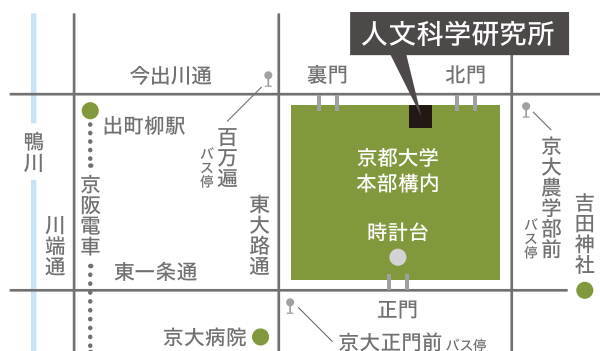 人文科学研究所
今出川通
裏門
北門
出町柳駅
百万遍
バス停
鴨川
京阪電車
川端通
東大路通
京都大学
本部構内
時計台
京大農学部前
バス停
吉田神社
東一条通
正門
京大病院
京大正門前 バス停